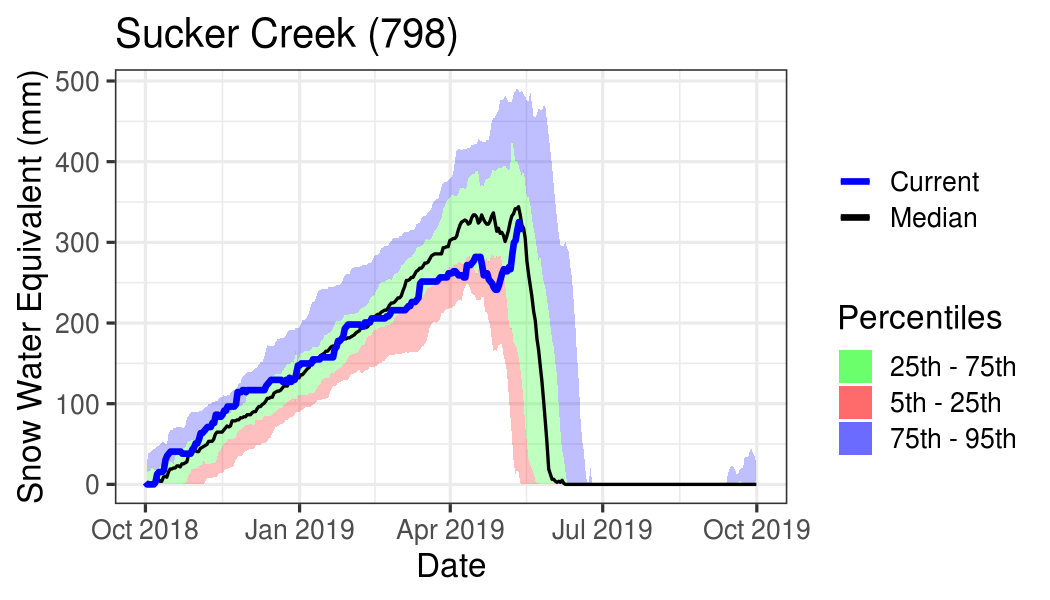 Sucker Creek (798)
Snow Water Equivalent (mm)
500
400
300
200
100
0
Oct 2018
Jan 2019
Apr 2019
Jul 2019
Oct 2019
Date
Current
Median
Percentiles
25th - 75th
5th - 25th
75th - 95th